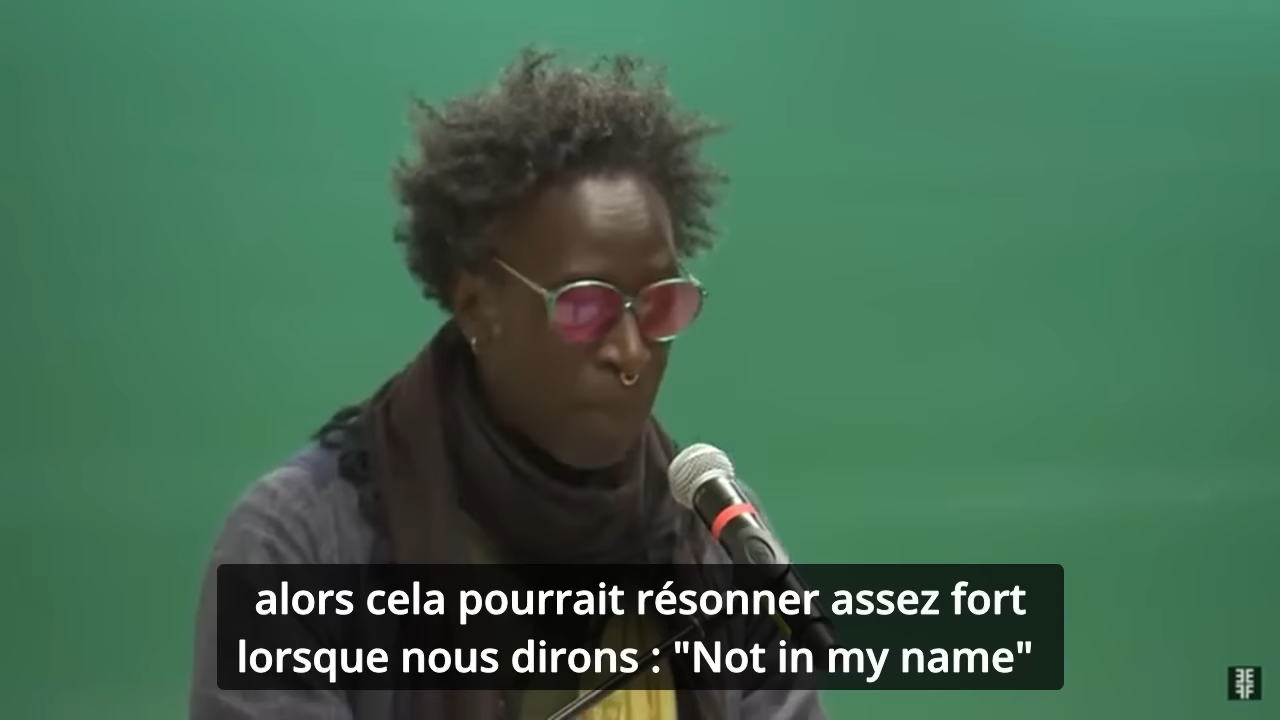 alors cela pourrait résonner assez fort
lorsque nous dirons : "Not in my name"